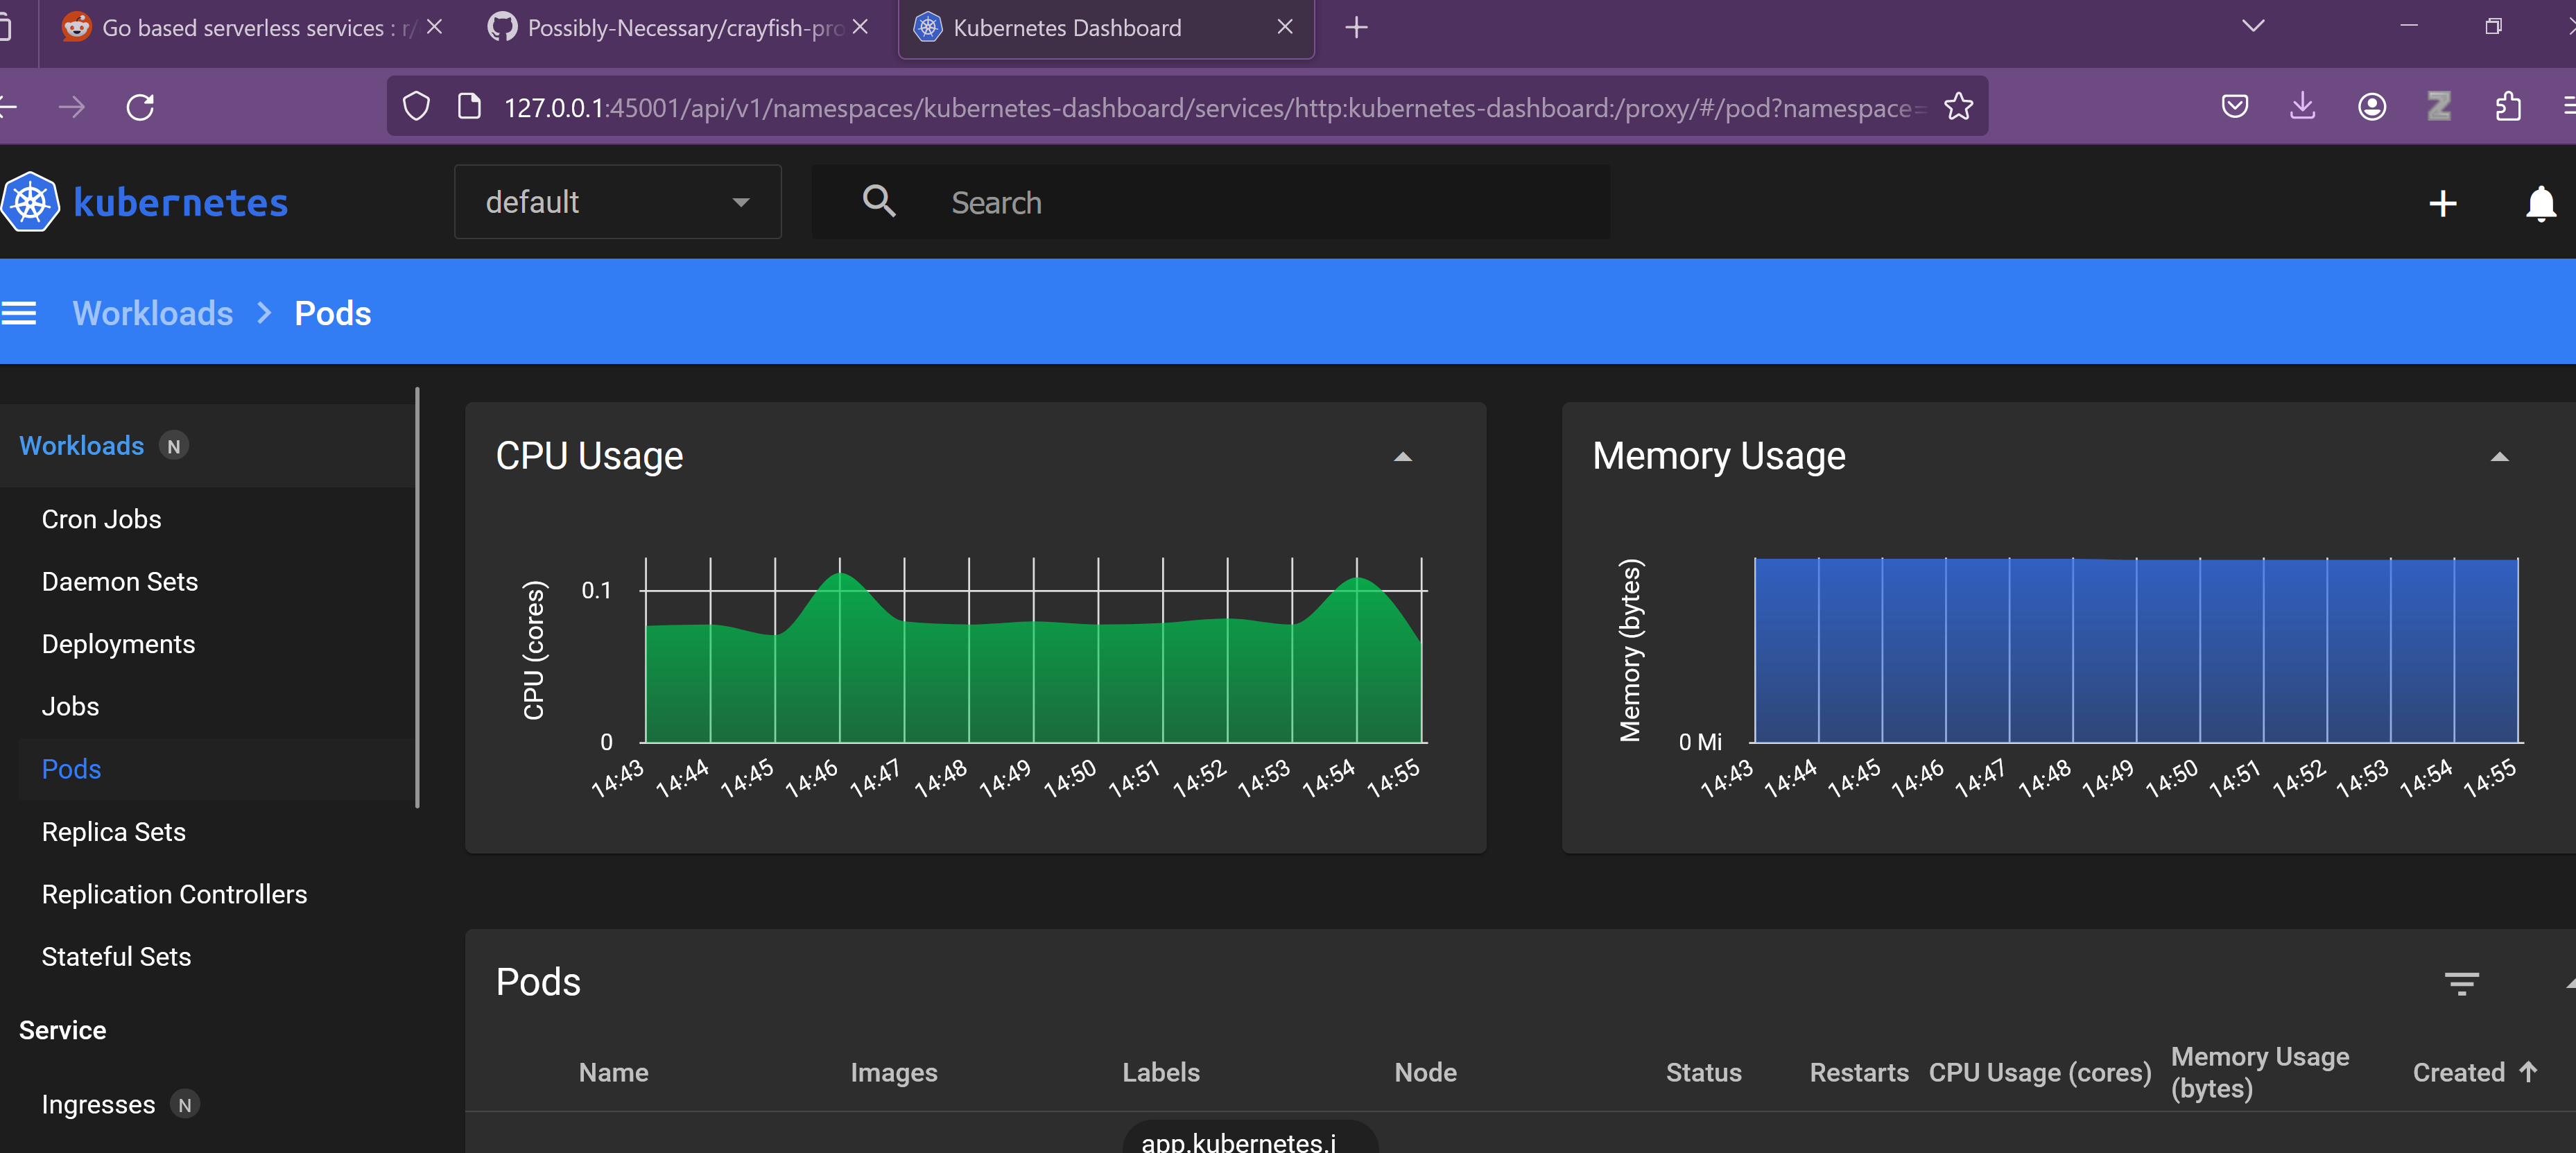 Go based serverless services : r/
Possibly-Necessary/crayfish-pro
Kubernetes Dashboard
127.0.0.1:45001/api/v1/namespaces/kubernetes-dashboard/services/http:kubernetes-dashboard:/proxy/#/pod?namespace=
kubernetes
default
Search
Workloads > Pods
Workloads N
Cron Jobs
Daemon Sets
Deployments
Jobs
Pods
Replica Sets
Replication Controllers
Stateful Sets
Service
Ingresses N
CPU Usage
CPU (cores)
0.1
0
14:43 14:44 14:45 14:46 14:47 14:48 14:49 14:50 14:51 14:52 14:53 14:54 14:55
Memory Usage
Memory (bytes)
0 Mi
14:43 14:44 14:45 14:46 14:47 14:48 14:49 14:50 14:51 14:52 14:53 14:54 14:55
Pods
Name Images Labels Node Status Restarts CPU Usage (cores) Memory Usage (bytes) Created
app.kubernetes.i